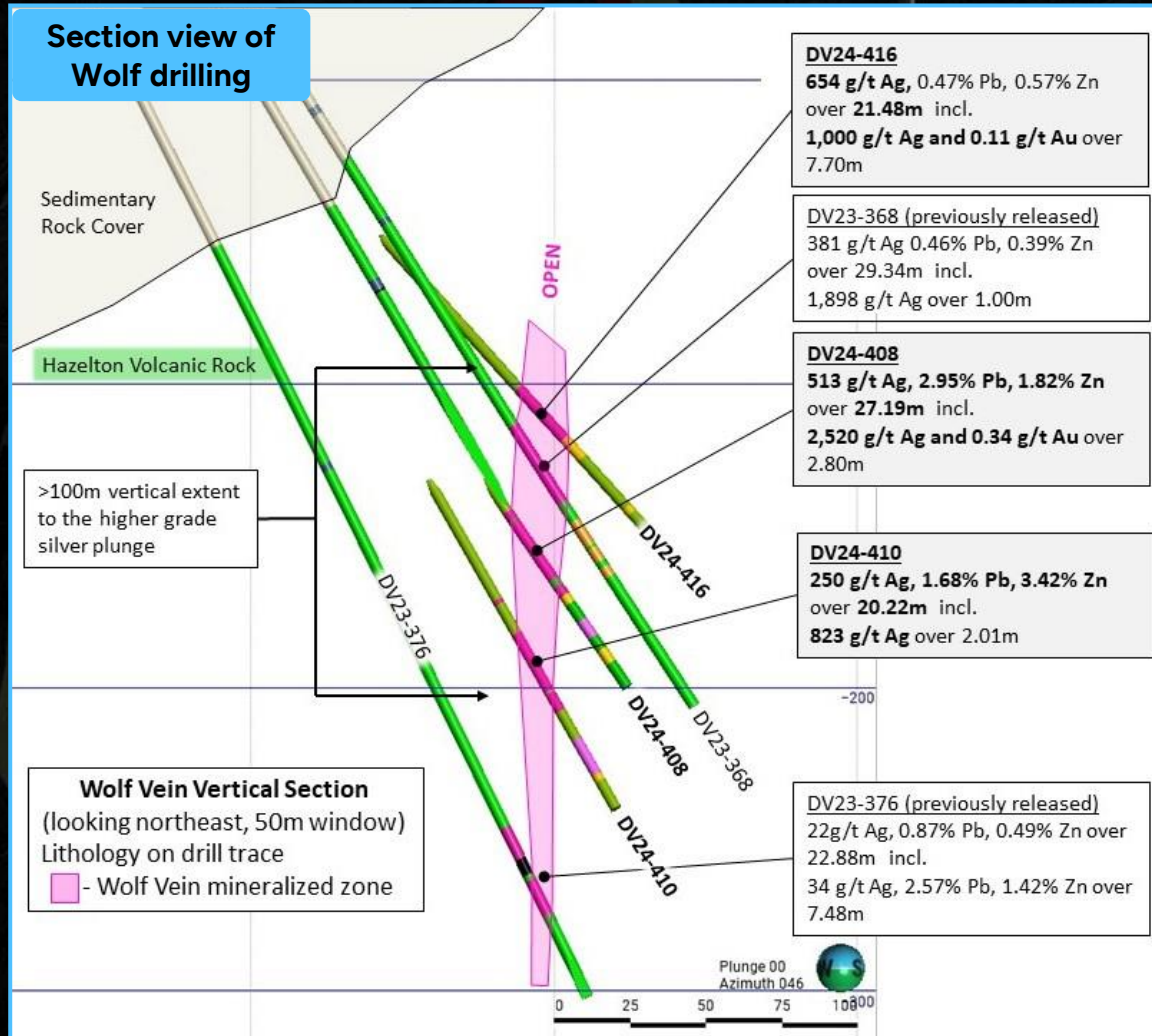 Section view of
Wolf drilling
Sedimentary
Rock Cover
Hazelton Volcanic Rock
OPEN
>100m vertical extent
to the higher grade
silver plunge
DV23-376
DV24-416
DV23-368
DV24-408
DV24-410
DV24-416
654 g/t Ag, 0.47% Pb, 0.57% Zn
over 21.48m incl.
1,000 g/t Ag and 0.11 g/t Au over
7.70m
DV23-368 (previously released)
381 g/t Ag 0.46% Pb, 0.39% Zn
over 29.34m incl.
1,898 g/t Ag over 1.00m
DV24-408
513 g/t Ag, 2.95% Pb, 1.82% Zn
over 27.19m incl.
2,520 g/t Ag and 0.34 g/t Au over
2.80m
DV24-410
250 g/t Ag, 1.68% Pb, 3.42% Zn
over 20.22m incl.
823 g/t Ag over 2.01m
-200
DV23-376 (previously released)
22g/t Ag, 0.87% Pb, 0.49% Zn over
22.88m incl.
34 g/t Ag, 2.57% Pb, 1.42% Zn over
7.48m
Wolf Vein Vertical Section
(looking northeast, 50m window)
Lithology on drill trace
- Wolf Vein mineralized zone
Plunge 00
Azimuth 046
W S
0 25 50 75 100
-300